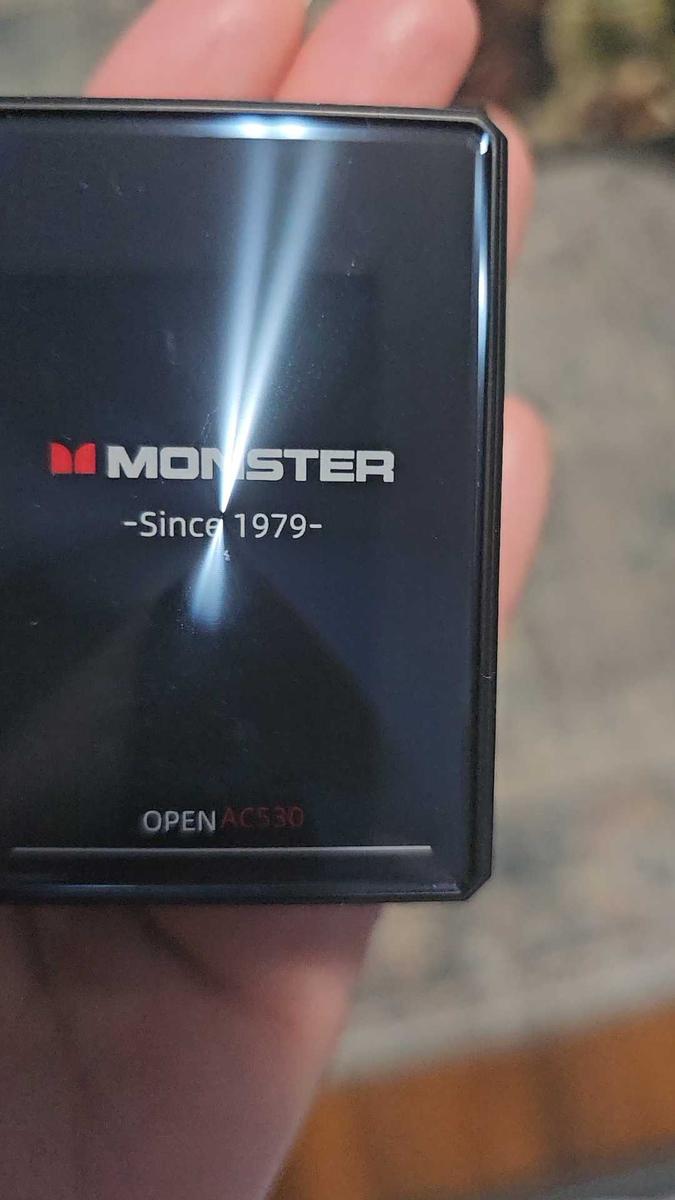 MONSTER
-Since 1979-
OPEN AC530